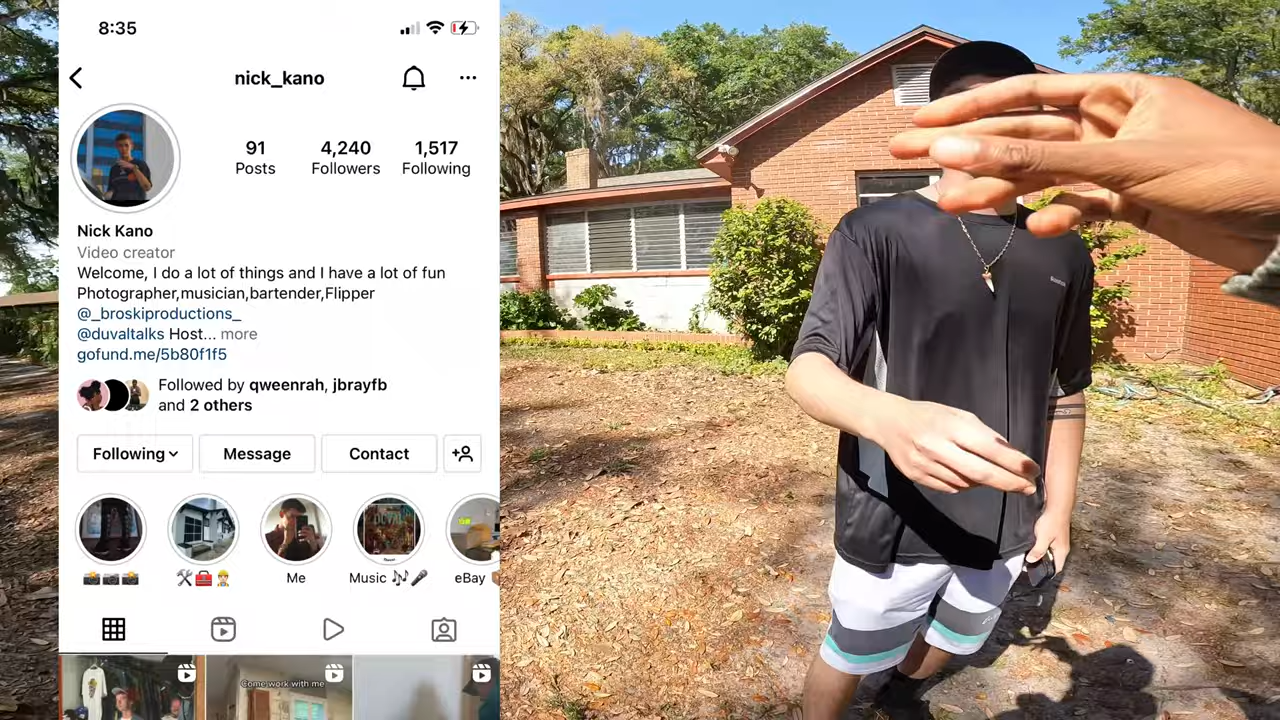 8:35
nick_kano
91
Posts
4,240
Followers
1,517
Following
Nick Kano
Video creator
Welcome, I do a lot of things and I have a lot of fun
Photographer,musician,bartender,Flipper
@_broskiproductions_
@duvaltalks Host... more
gofund.me/5b80f1f5
Followed by qweenrah, jbrayfb
and 2 others
Following
Message
Contact
Me
Music 🎶🎤
eBay
Come work with me